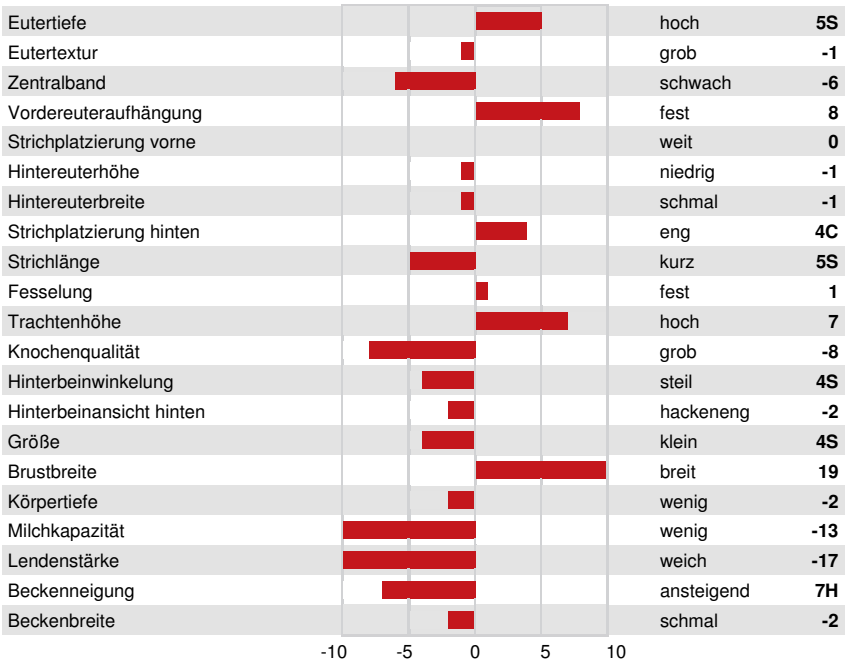 Eutertiefe hoch 5S
Eutertextur grob -1
Zentralband schwach -6
Vordereuteraufhängung fest 8
Strichplatzierung vorne weit 0
Hintereuterhöhe niedrig -1
Hintereuterbreite schmal -1
Strichplatzierung hinten eng 4C
Strichlänge kurz 5S
Fesselung fest 1
Trachtenhöhe hoch 7
Knochenqualität grob -8
Hinterbeinwinkelung steil 4S
Hinterbeinansicht hinten hackeneng -2
Größe klein 4S
Brustbreite breit 19
Körpertiefe wenig -2
Milchkapazität wenig -13
Lendenstärke weich -17
Beckenneigung ansteigend 7H
Beckenbreite schmal -2
-10 -5 0 5 10